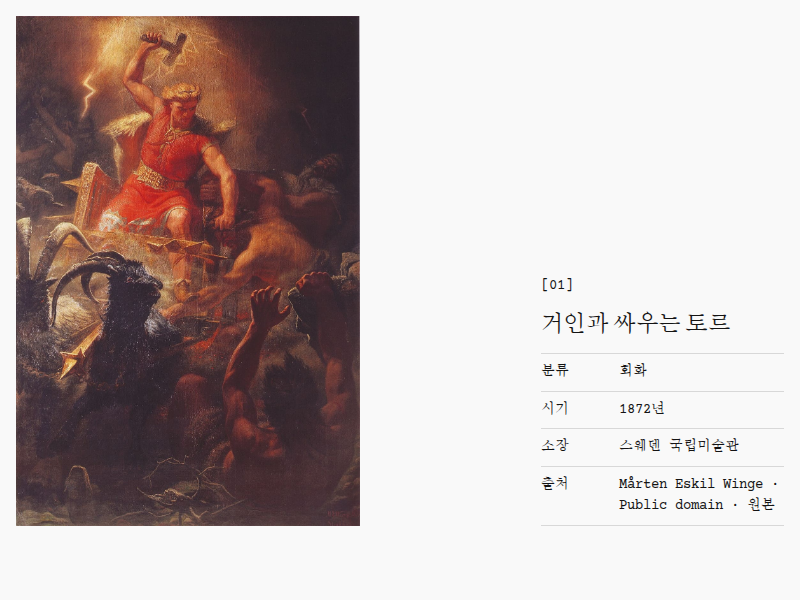 [01]
거인과 싸우는 토르
분류 회화
시기 1872년
소장 스웨덴 국립미술관
출처 Mårten Eskil Winge ·
Public domain · 원본